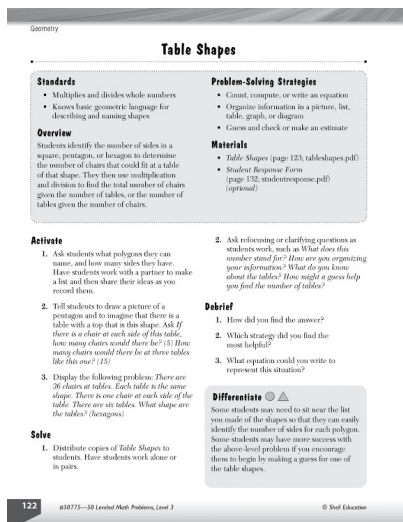 Geometry
Table Shapes
Standards
• Multiplies and divides whole numbers
• Knows basic geometric language for
describing and naming shapes
Overview
Students identify the number of sides in a
square, pentagon, or hexagon to determine
the number of chairs that could fit at a table
of that shape. They then use multiplication
and division to find the total number of chairs
given the number of tables, or the number of
tables given the number of chairs.
Problem-Solving Strategies
• Count, compute, or write an equation
• Organize information in a picture, list,
table, graph, or diagram
• Guess and check or make an estimate
Materials
• Table Shapes (page 123; tableshapes.pdf)
• Student Response Form
(page 132; studentresponse.pdf)
(optional)
Activate
1. Ask students what polygons they can
name, and how many sides they have.
Have students work with a partner to make
a list and then share their ideas as you
record them.
2. Tell students to draw a picture of a
pentagon and to imagine that there is a
table with a top that is this shape. Ask If
there is a chair at each side of this table,
how many chairs would there be? (5) How
many chairs would there be at three tables
like this one? (15)
3. Display the following problem: There are
36 chairs at tables. Each table is the same
shape. There is one chair at each side of the
table. There are six tables. What shape are
the tables? (hexagons)
Solve
1. Distribute copies of Table Shapes to
students. Have students work alone or
in pairs.
2. Ask refocusing or clarifying questions as
students work, such as What does this
number stand for? How are you organizing
your information? What do you know
about the tables? How might a guess help
you find the number of tables?
Debrief
1. How did you find the answer?
2. Which strategy did you find the
most helpful?
3. What equation could you write to
represent this situation?
Differentiate
Some students may need to sit near the list
you made of the shapes so that they can easily
identify the number of sides for each polygon.
Some students may have more success with
the above-level problem if you encourage
them to begin by making a guess for one of
the table shapes.
122
#50775—50 Leveled Math Problems, Level 3
© Shell Education